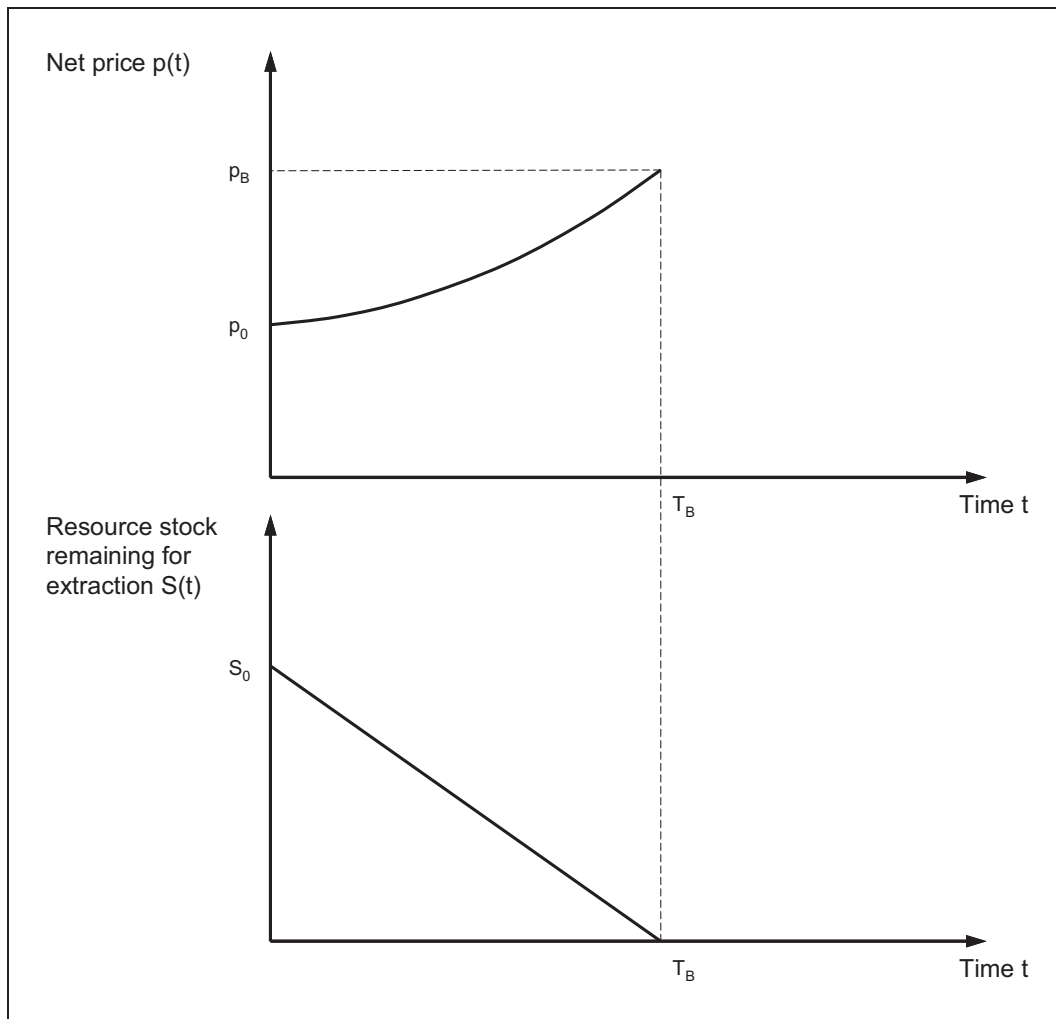 Net price p(t)
p_B
p_0
T_B
Time t
Resource stock
remaining for
extraction S(t)
S_0
T_B
Time t